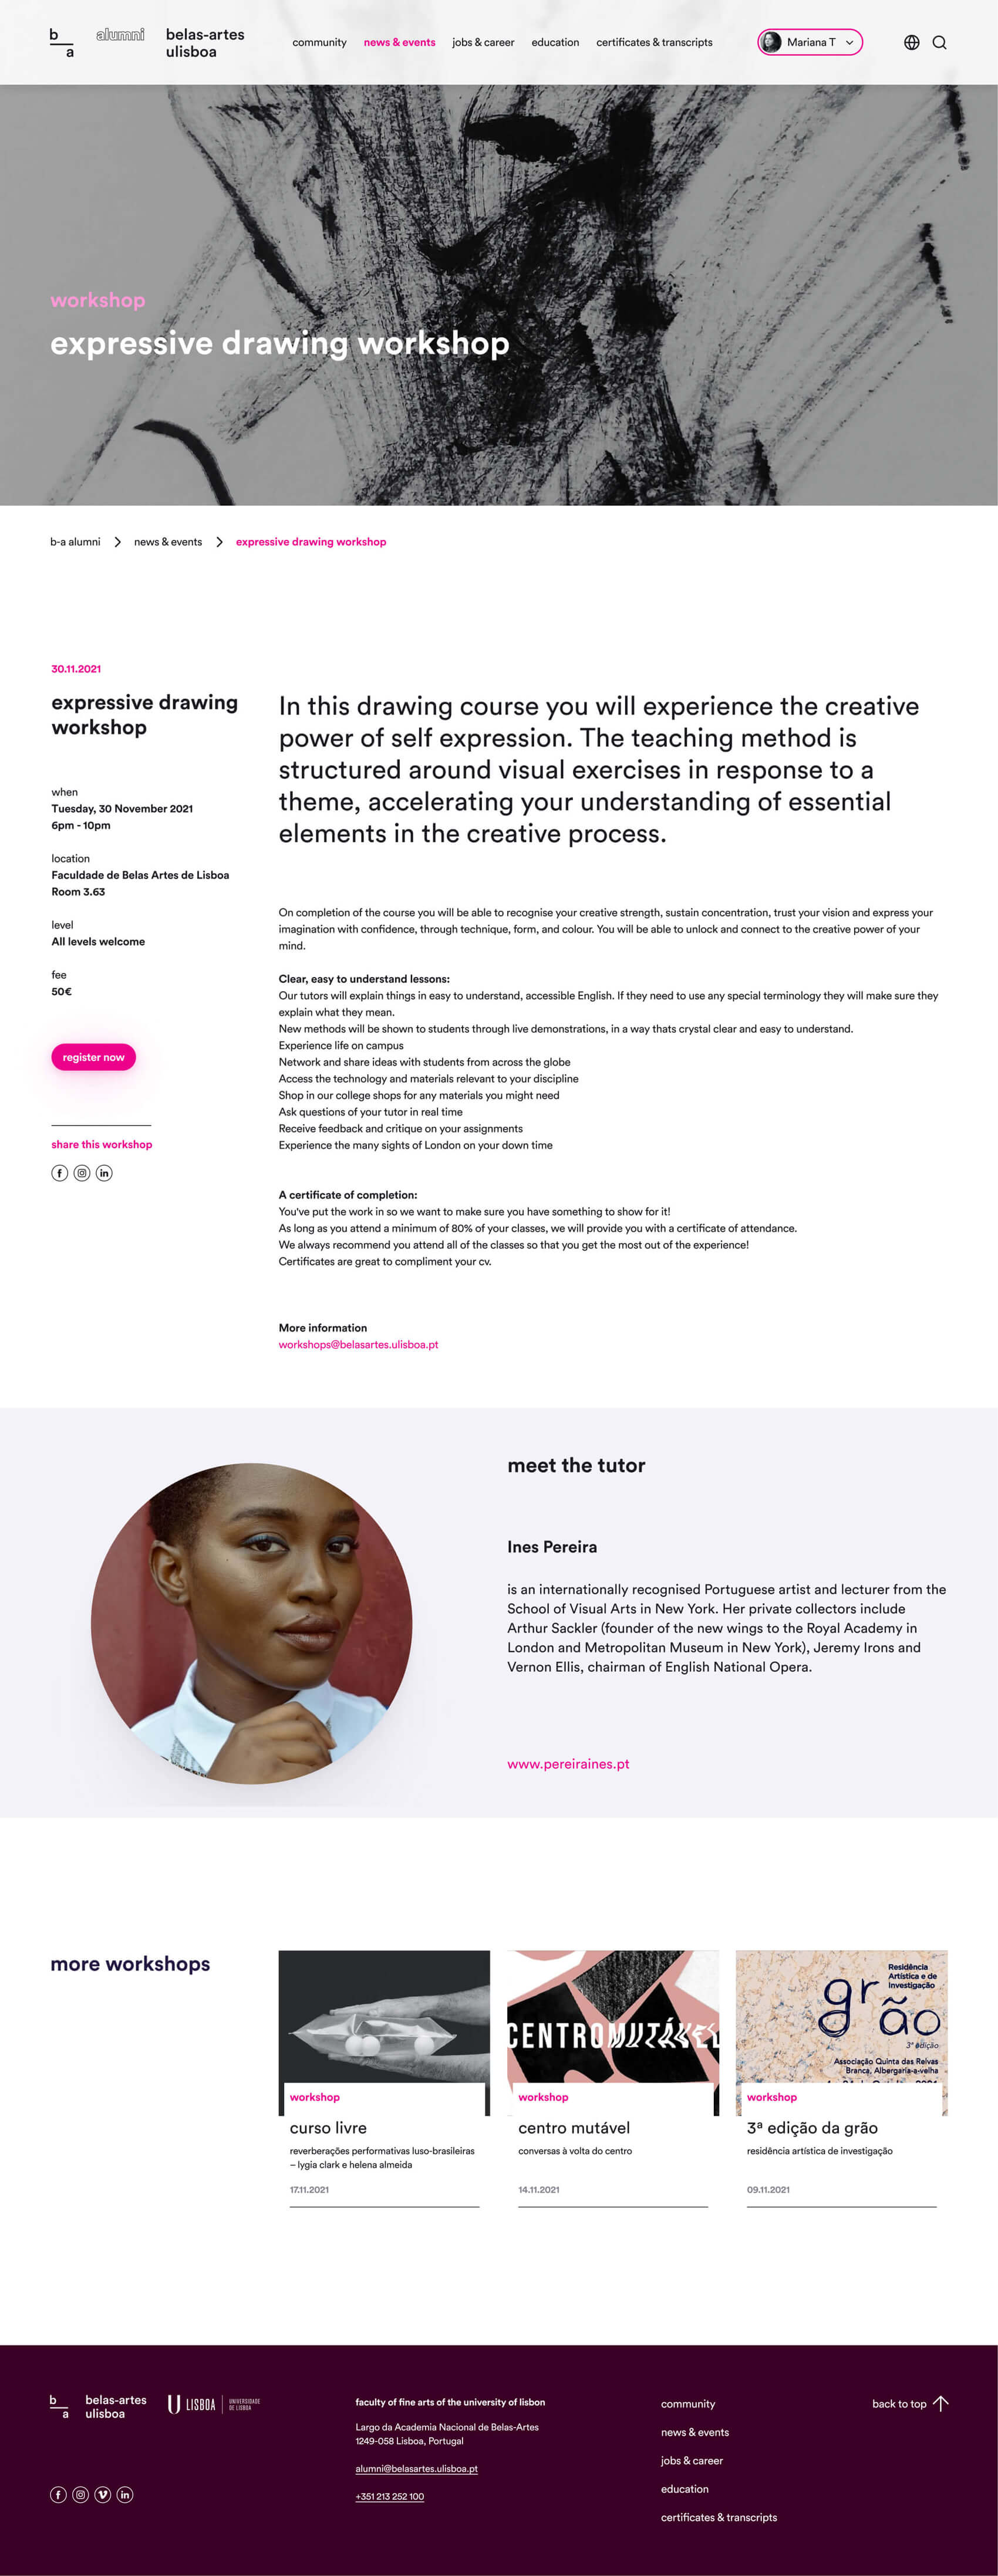 b
a
alumni
belas-artes
ulisboa
community
news & events
jobs & career
education
certificates & transcripts
Mariana T
workshop
expressive drawing workshop
b-a alumni
news & events
expressive drawing workshop
30.11.2021
expressive drawing
workshop
when
Tuesday, 30 November 2021
6pm - 10pm
location
Faculdade de Belas Artes de Lisboa
Room 3.63
level
All levels welcome
fee
50€
register now
share this workshop
In this drawing course you will experience the creative
power of self expression. The teaching method is
structured around visual exercises in response to a
theme, accelerating your understanding of essential
elements in the creative process.
On completion of the course you will be able to recognise your creative strength, sustain concentration, trust your vision and express your
imagination with confidence, through technique, form, and colour. You will be able to unlock and connect to the creative power of your
mind.
Clear, easy to understand lessons:
Our tutors will explain things in easy to understand, accessible English. If they need to use any special terminology they will make sure they
explain what they mean.
New methods will be shown to students through live demonstrations, in a way thats crystal clear and easy to understand.
Experience life on campus
Network and share ideas with students from across the globe
Access the technology and materials relevant to your discipline
Shop in our college shops for any materials you might need
Ask questions of your tutor in real time
Receive feedback and critique on your assignments
Experience the many sights of London on your down time
A certificate of completion:
You've put the work in so we want to make sure you have something to show for it!
As long as you attend a minimum of 80% of your classes, we will provide you with a certificate of attendance.
We always recommend you attend all of the classes so that you get the most out of the experience!
Certificates are great to compliment your cv.
More information
workshops@belasartes.ulisboa.pt
meet the tutor
Ines Pereira
is an internationally recognised Portuguese artist and lecturer from the
School of Visual Arts in New York. Her private collectors include
Arthur Sackler (founder of the new wings to the Royal Academy in
London and Metropolitan Museum in New York), Jeremy Irons and
Vernon Ellis, chairman of English National Opera.
www.pereiraines.pt
more workshops
workshop
curso livre
reverberações performativas luso-brasileiras
– lygia clark e helena almeida
17.11.2021
CENTROMUTÁVEL
workshop
centro mutável
conversas à volta do centro
14.11.2021
Residência
Artística e de
Investigação
grão
3ª edição
Associação Quinta das Relvas
Branca, Albergaria-a-velha
workshop
3ª edição da grão
residência artística de investigação
09.11.2021
b
a
belas-artes
ulisboa
U LISBOA
UNIVERSIDADE
DE LISBOA
faculty of fine arts of the university of lisbon
Largo da Academia Nacional de Belas-Artes
1249-058 Lisboa, Portugal
alumni@belasartes.ulisboa.pt
+351 213 252 100
community
news & events
jobs & career
education
certificates & transcripts
back to top